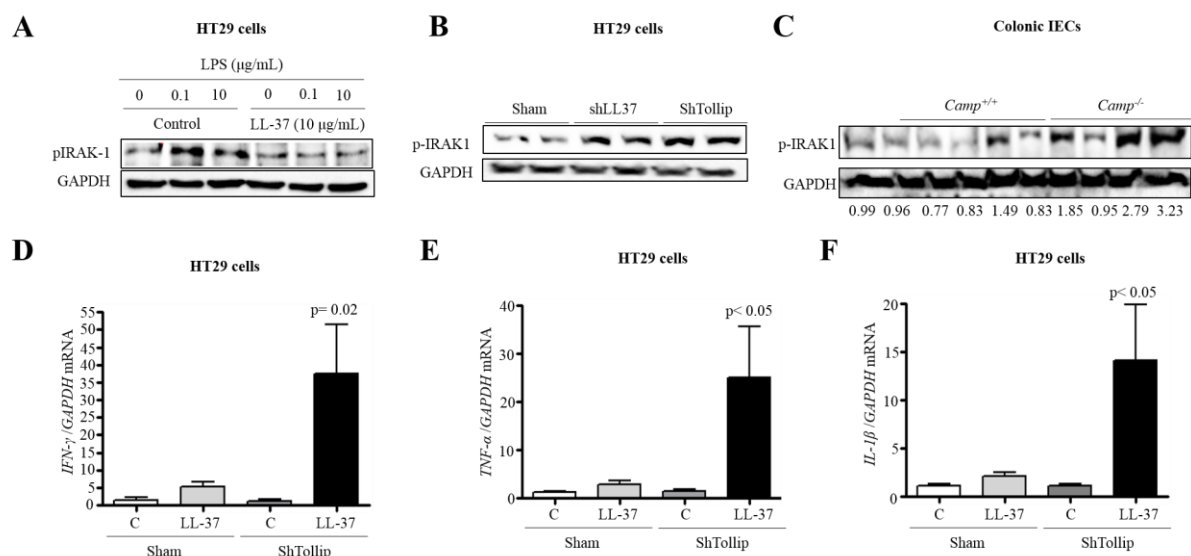 A
HT29 cells
LPS (μg/mL)
0 0.1 10 0 0.1 10
Control LL-37 (10 μg/mL)
pIRAK-1
GAPDH
B
HT29 cells
Sham shLL37 ShTollip
p-IRAK1
GAPDH
C
Colonic IECs
Camp+/+ Camp-/-
p-IRAK1
GAPDH
0.99 0.96 0.77 0.83 1.49 0.83 1.85 0.95 2.79 3.23
D
HT29 cells
p= 0.02
IFN-γ /GAPDH mRNA
55
50
45
40
35
30
25
20
15
10
5
0
C LL-37 C LL-37
Sham ShTollip
E
HT29 cells
p< 0.05
TNF-α /GAPDH mRNA
40
30
20
10
0
C LL-37 C LL-37
Sham ShTollip
F
HT29 cells
p< 0.05
IL-1β /GAPDH mRNA
20
15
10
5
0
C LL-37 C LL-37
Sham ShTollip